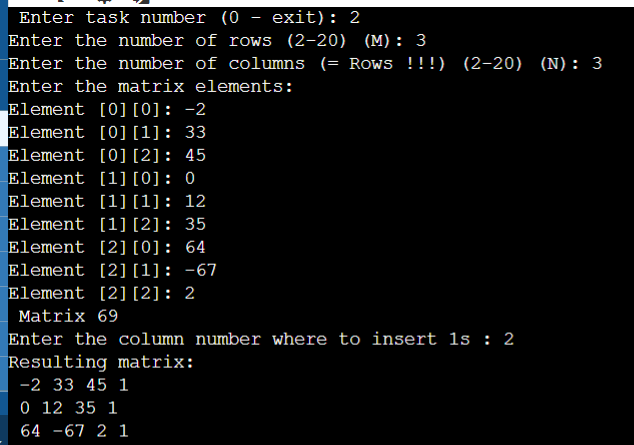 Enter task number (0 - exit): 2
Enter the number of rows (2-20) (M): 3
Enter the number of columns (= Rows !!!) (2-20) (N): 3
Enter the matrix elements:
Element [0][0]: -2
Element [0][1]: 33
Element [0][2]: 45
Element [1][0]: 0
Element [1][1]: 12
Element [1][2]: 35
Element [2][0]: 64
Element [2][1]: -67
Element [2][2]: 2
Matrix 69
Enter the column number where to insert 1s : 2
Resulting matrix:
-2 33 45 1
0 12 35 1
64 -67 2 1